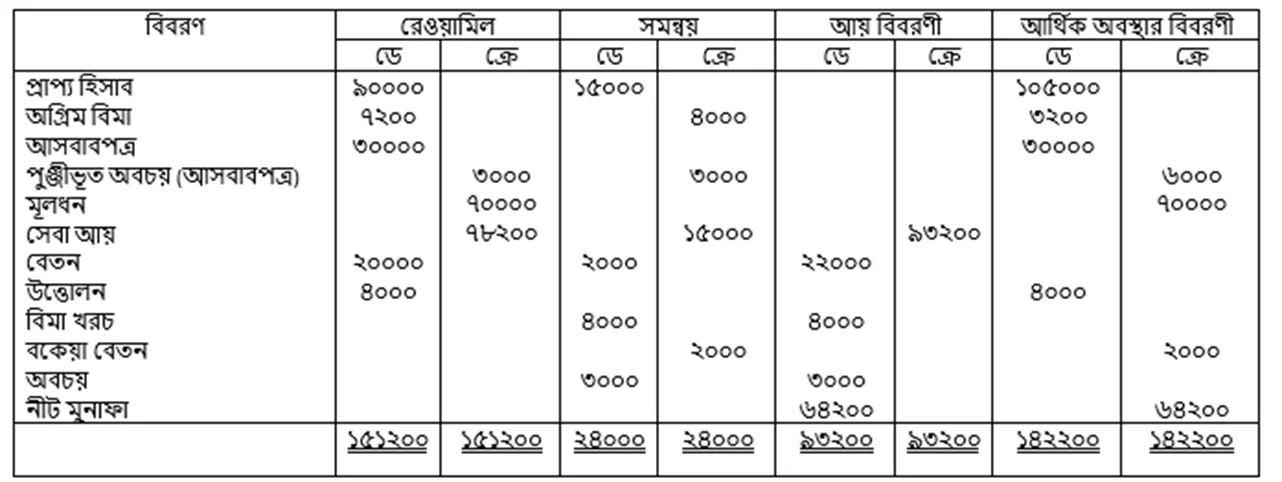 বিবরণ রেওয়ামিল সমন্বয় আয় বিবরণী আর্থিক অবস্থার বিবরণী
ডে ক্রে ডে ক্রে ডে ক্রে ডে ক্রে
প্রাপ্য হিসাব ৯০০০০ ১৫০০০ ১০৫০০০
অগ্রিম বিমা ৭২০০ ৪০০০ ৩২০০
আসবাবপত্র ৩০০০০ ৩০০০০
পুঞ্জীভূত অবচয় (আসবাবপত্র) ৩০০০ ৩০০০ ৬০০০
মূলধন ৭০০০০ ৭০০০০
সেবা আয় ৭৮২০০ ১৫০০০ ৯৩২০০
বেতন ২০০০০ ২০০০ ২২০০০
উত্তোলন ৪০০০ ৪০০০
বিমা খরচ ৪০০০ ৪০০০
বকেয়া বেতন ২০০০ ২০০০
অবচয় ৩০০০ ৩০০০
নীট মুনাফা ৬৪২০০ ৬৪২০০
১৫১২০০ ১৫১২০০ ২৪০০০ ২৪০০০ ৯৩২০০ ৯৩২০০ ১৪২২০০ ১৪২২০০